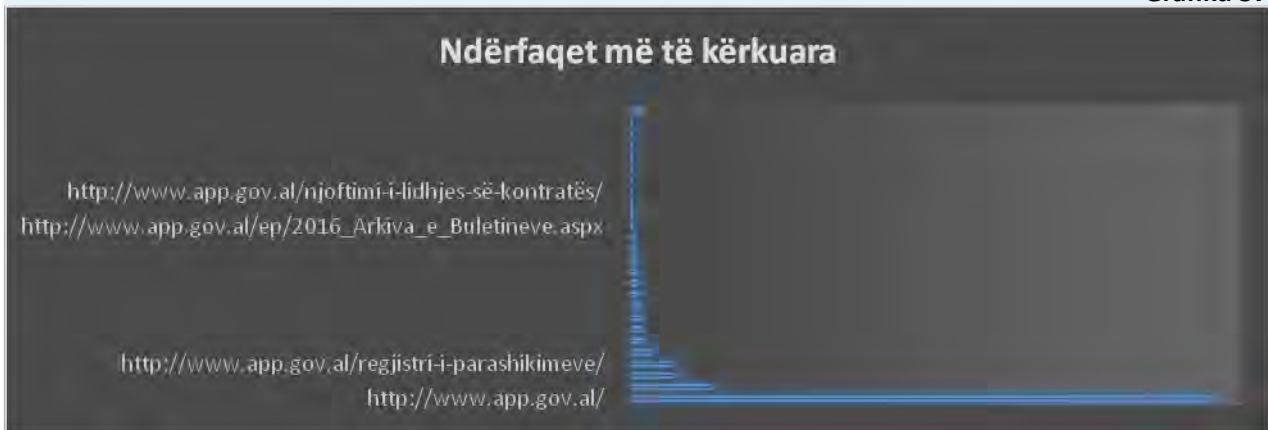 Ndërfaqet më të kërkuara
http://www.app.gov.al/njoftimi-i-lidhjes-së-kontratës/
http://www.app.gov.al/ep/2016_Arkiva_e_Buletineve.aspx
http://www.app.gov.al/regjistri-i-parashikimeve/
http://www.app.gov.al/